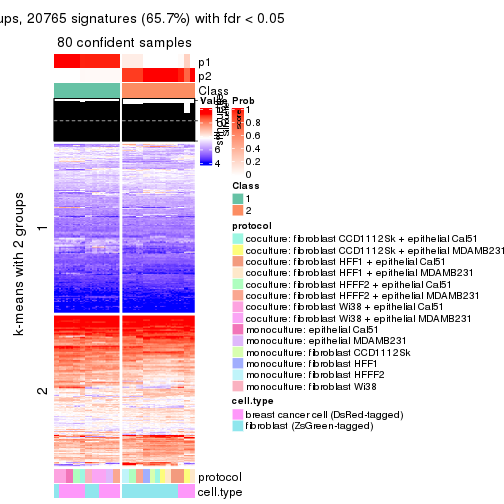 ups, 20765 signatures (65.7%) with fdr < 0.05
80 confident samples
p1
p2
Class
Value
Prob
8
6
4
1
0.8
0.6
0.4
0.2
0
k-means with 2 groups
1
2
Class
1
2
protocol
coculture: fibroblast CCD1112Sk + epithelial Cal51
coculture: fibroblast CCD1112Sk + epithelial MDAMB231
coculture: fibroblast HFF1 + epithelial Cal51
coculture: fibroblast HFF1 + epithelial MDAMB231
coculture: fibroblast HFFF2 + epithelial Cal51
coculture: fibroblast HFFF2 + epithelial MDAMB231
coculture: fibroblast Wi38 + epithelial Cal51
coculture: fibroblast Wi38 + epithelial MDAMB231
monoculture: epithelial Cal51
monoculture: epithelial MDAMB231
monoculture: fibroblast CCD1112Sk
monoculture: fibroblast HFF1
monoculture: fibroblast HFFF2
monoculture: fibroblast Wi38
cell.type
breast cancer cell (DsRed-tagged)
fibroblast (ZsGreen-tagged)
protocol
cell.type